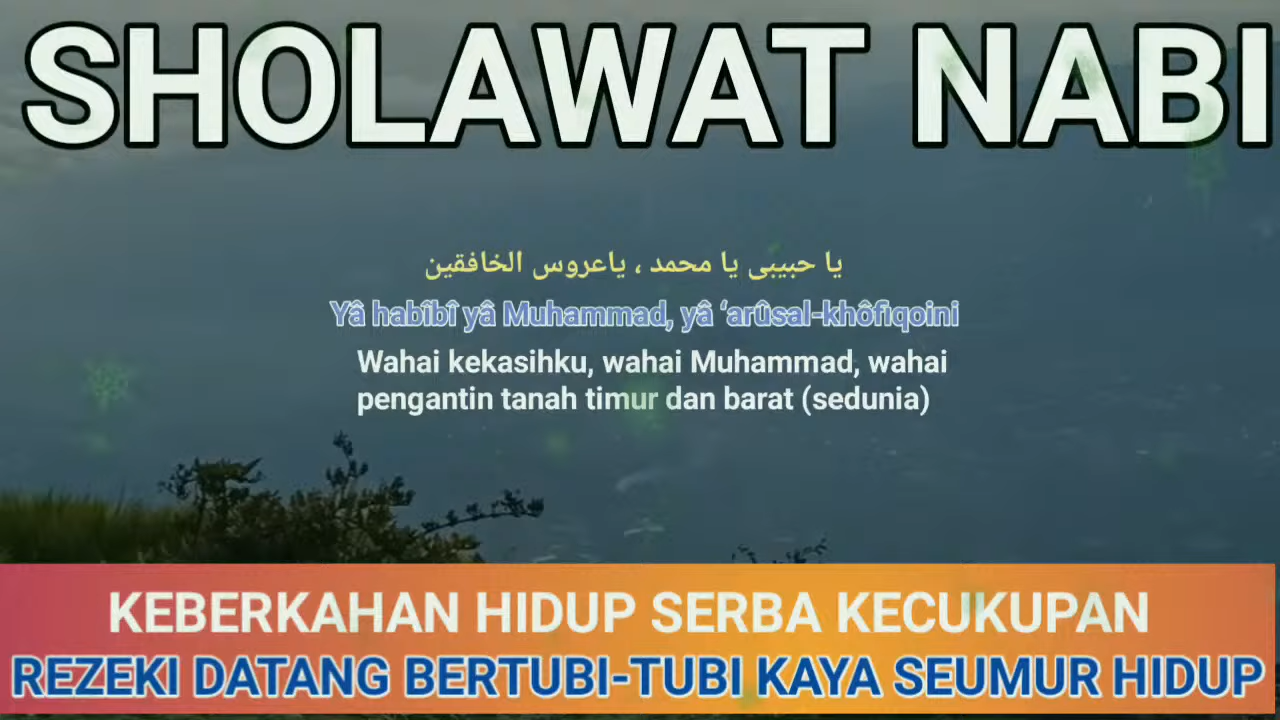 SHOLAWAT NABI
يا حبيبى يا محمد ، ياعروس الخافقين
Yâ habîbî yâ Muhammad, yâ ‘arûsal-khôfiqoini
Wahai kekasihku, wahai Muhammad, wahai
pengantin tanah timur dan barat (sedunia)
KEBERKAHAN HIDUP SERBA KECUKUPAN
REZEKI DATANG BERTUBI-TUBI KAYA SEUMUR HIDUP